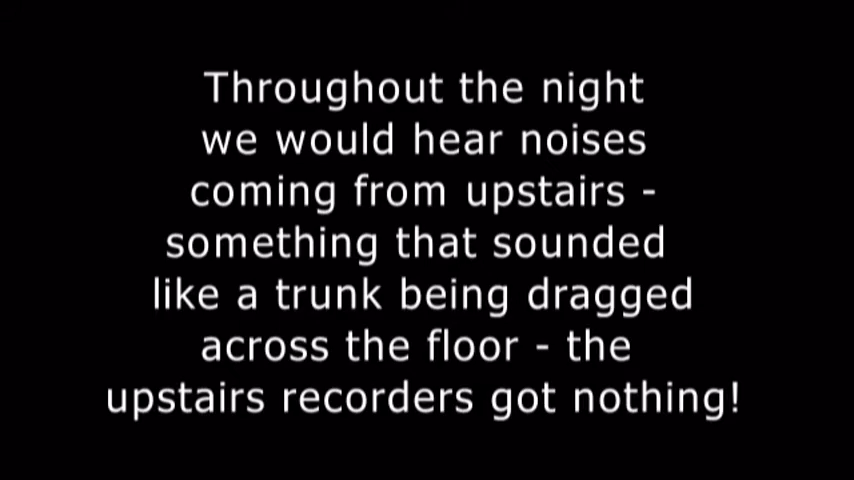 Throughout the night
we would hear noises
coming from upstairs -
something that sounded
like a trunk being dragged
across the floor - the
upstairs recorders got nothing!